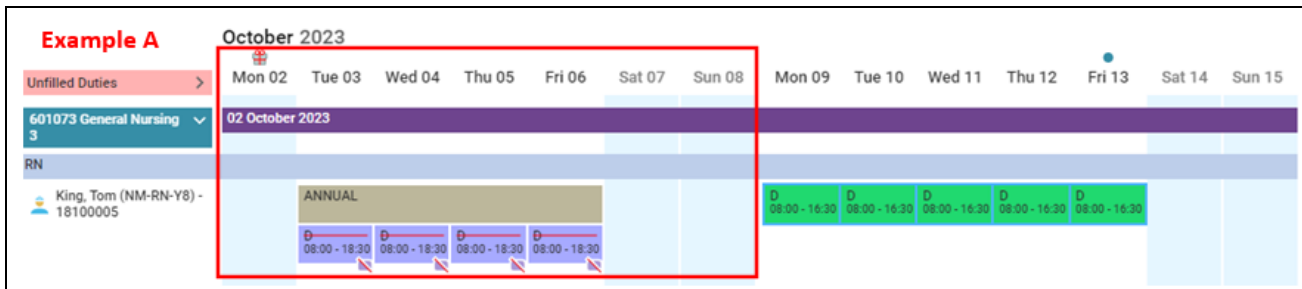 Example A
October 2023
Unfilled Duties >
Mon 02 Tue 03 Wed 04 Thu 05 Fri 06 Sat 07 Sun 08 Mon 09 Tue 10 Wed 11 Thu 12 Fri 13 Sat 14 Sun 15
601073 General Nursing
3
02 October 2023
RN
King, Tom (NM-RN-Y8) -
18100005
ANNUAL
D D D D D
08:00 - 16:30 08:00 - 16:30 08:00 - 16:30 08:00 - 16:30 08:00 - 16:30
D D D D
08:00 - 18:30 08:00 - 18:30 08:00 - 18:30 08:00 - 18:30